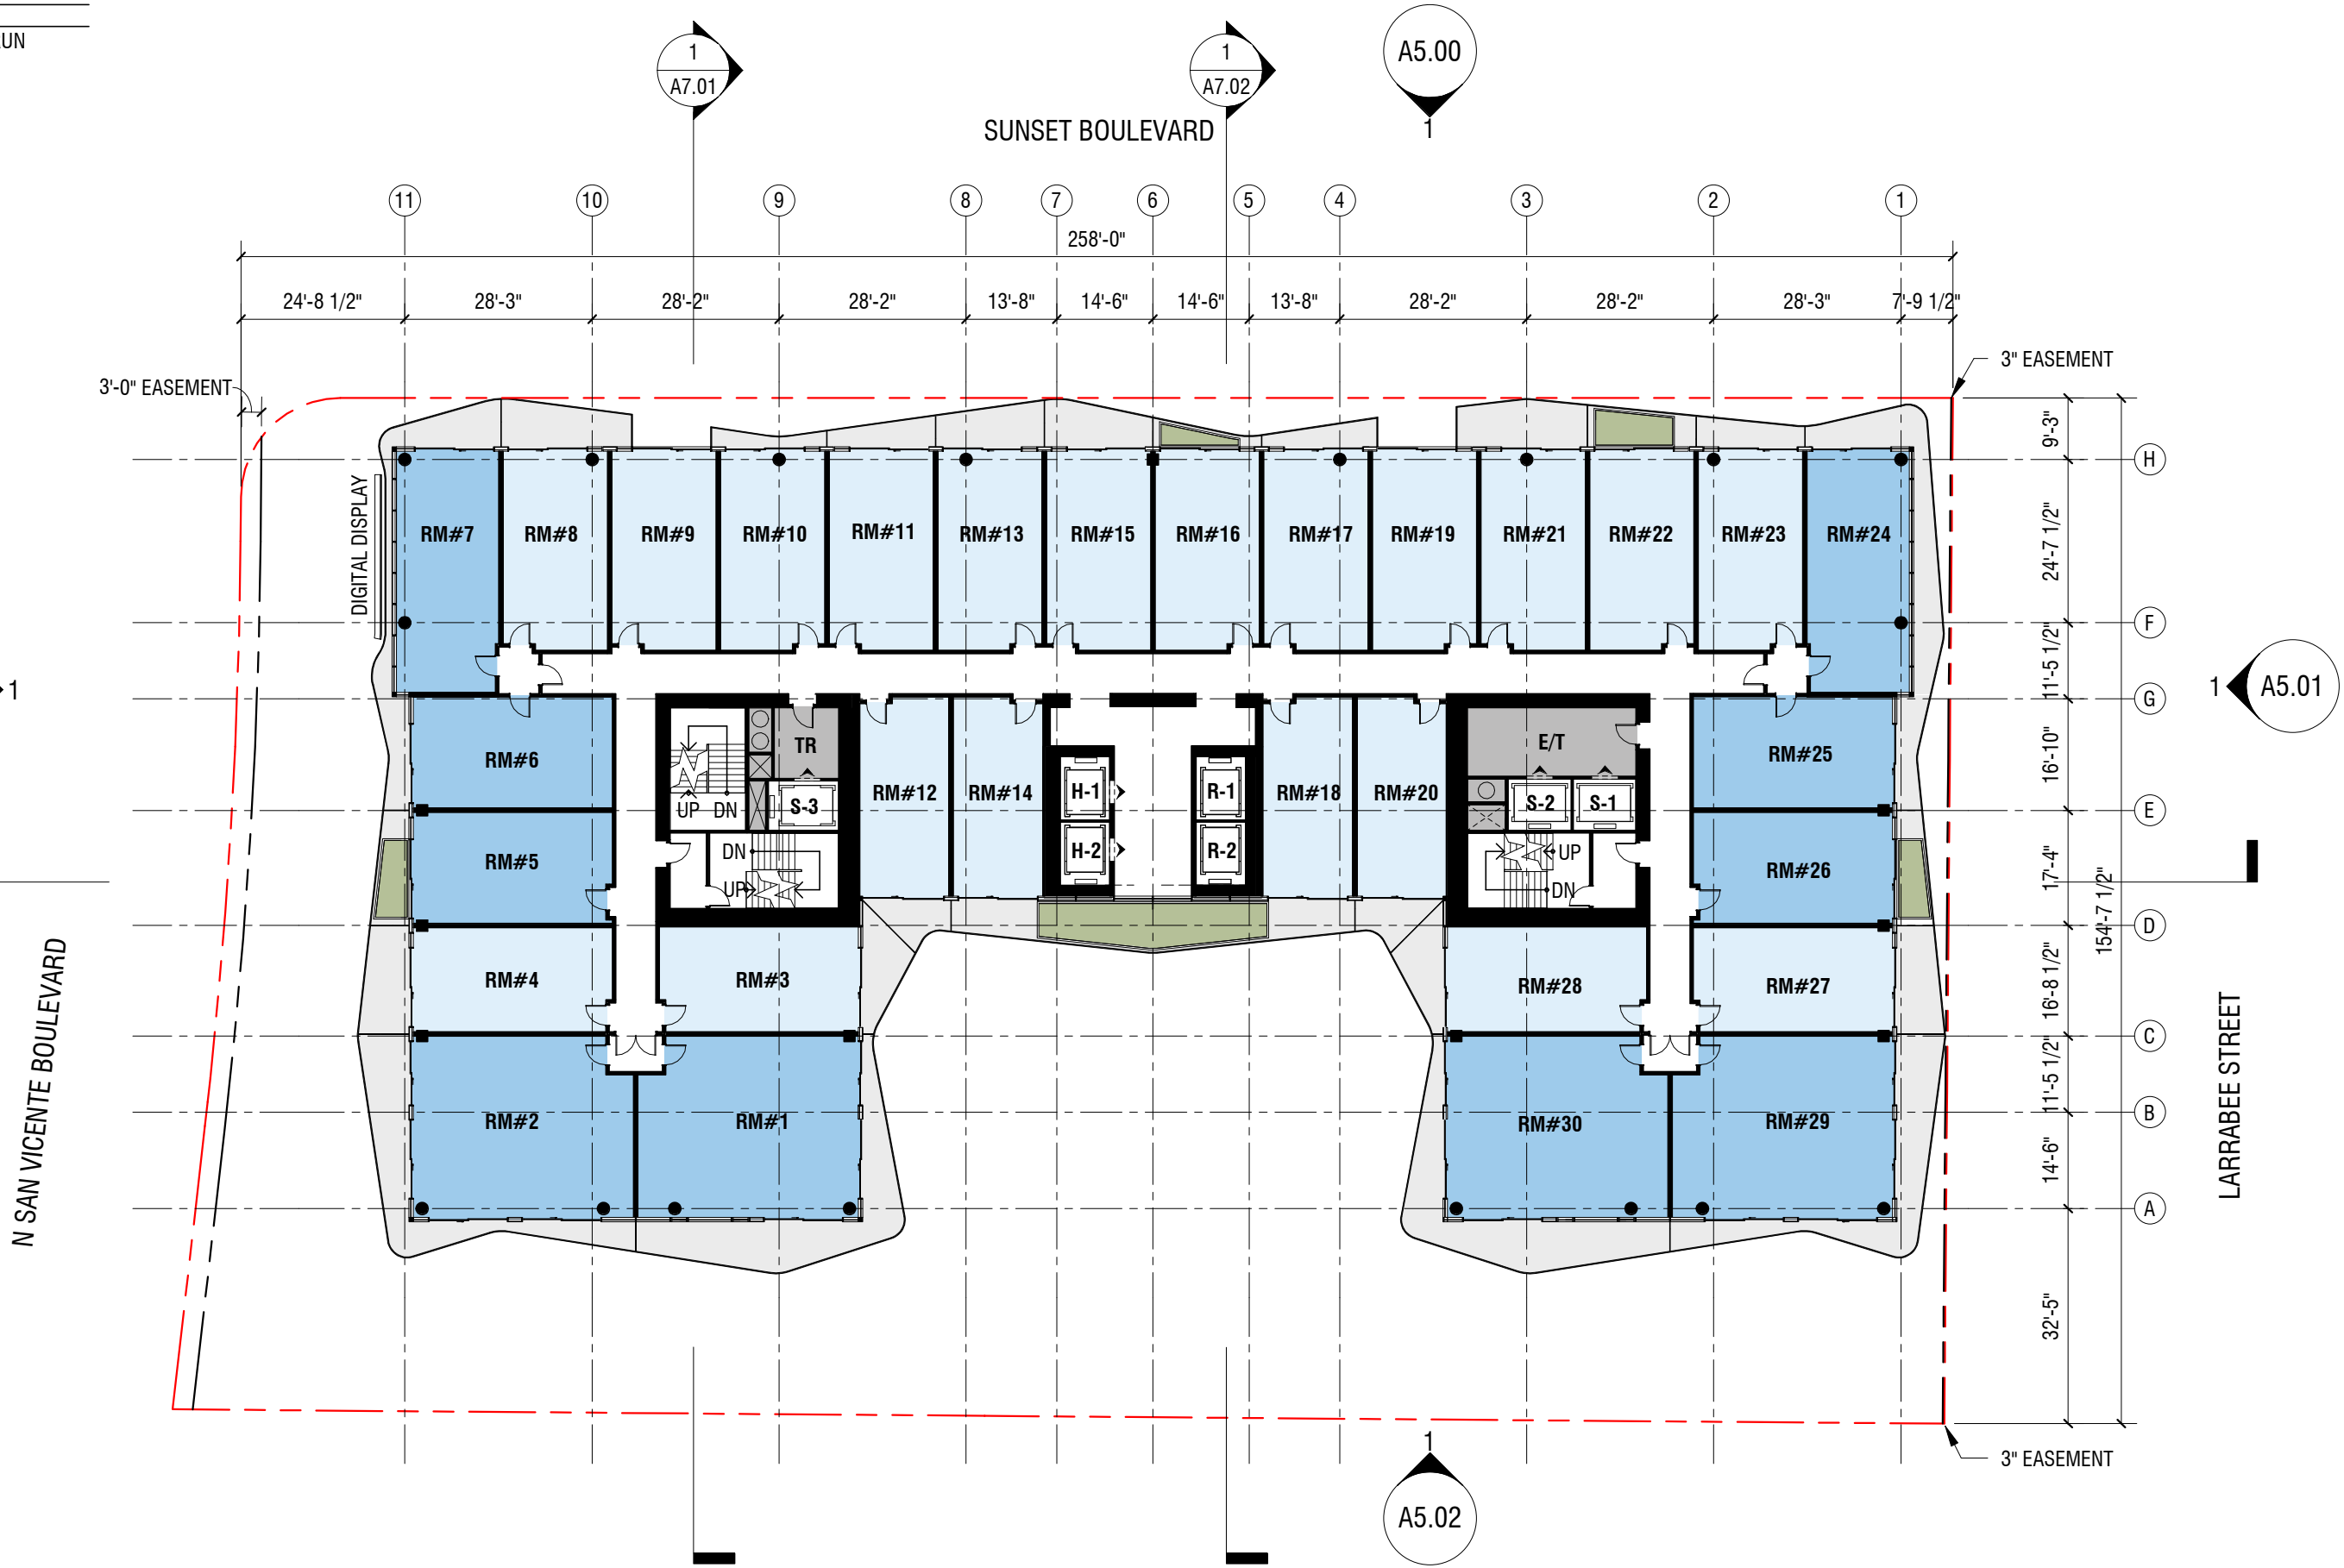 UN
1
A7.01
1
A7.02
A5.00
1
SUNSET BOULEVARD
11
10
9
8
7
6
5
4
3
2
1
258'-0"
24'-8 1/2"
28'-3"
28'-2"
28'-2"
13'-8"
14'-6"
14'-6"
13'-8"
28'-2"
28'-2"
28'-3"
7'-9 1/2"
3'-0" EASEMENT
3" EASEMENT
DIGITAL DISPLAY
RM#7
RM#8
RM#9
RM#10
RM#11
RM#13
RM#15
RM#16
RM#17
RM#19
RM#21
RM#22
RM#23
RM#24
9'-3"
H
24'-7 1/2"
F
11'-5 1/2"
G
16'-10"
E
17'-4"
D
154'-7 1/2"
16'-8 1/2"
C
11'-5 1/2"
B
14'-6"
A
32'-5"
1
1
A5.01
RM#6
TR
E/T
RM#25
UP
DN
S-3
RM#12
RM#14
H-1
R-1
RM#18
RM#20
S-2
S-1
RM#5
DN
UP
H-2
R-2
UP
DN
RM#26
RM#4
RM#3
RM#28
RM#27
RM#2
RM#1
RM#30
RM#29
N SAN VICENTE BOULEVARD
LARRABEE STREET
3" EASEMENT
1
A5.02